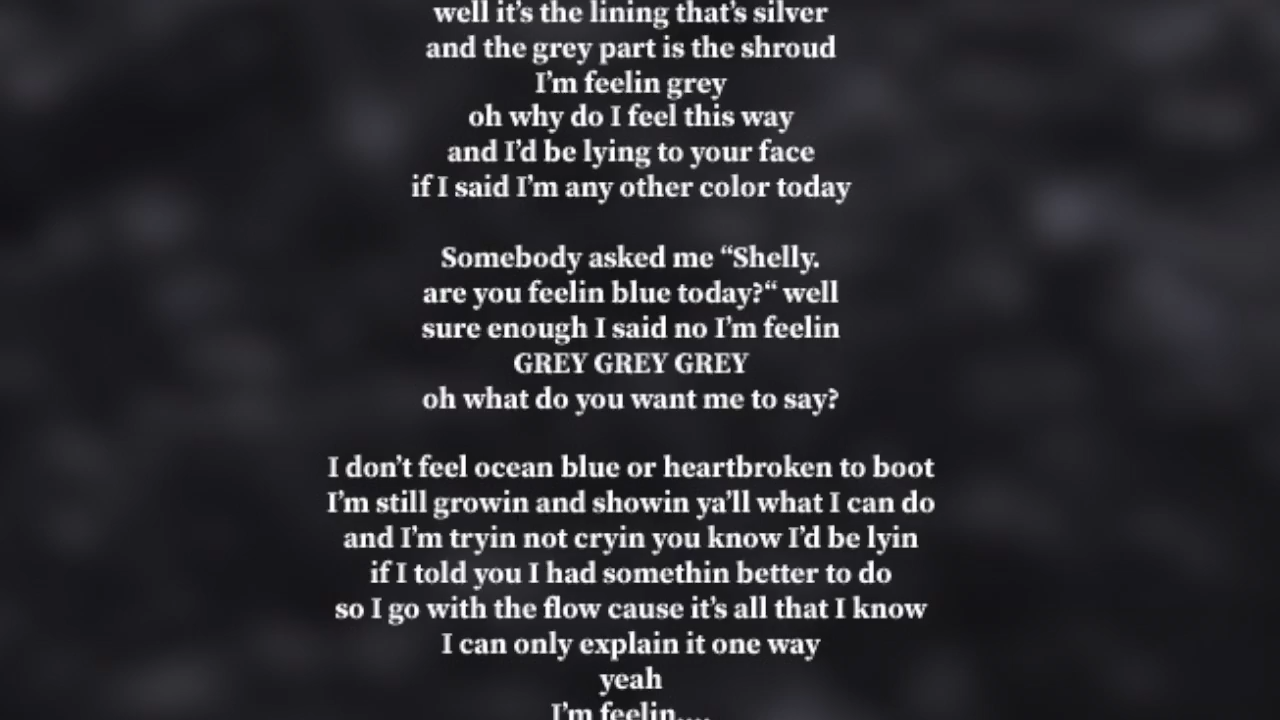 well it’s the lining that’s silver
and the grey part is the shroud
I’m feelin grey
oh why do I feel this way
and I’d be lying to your face
if I said I’m any other color today
Somebody asked me “Shelly.
are you feelin blue today?“ well
sure enough I said no I’m feelin
GREY GREY GREY
oh what do you want me to say?
I don’t feel ocean blue or heartbroken to boot
I’m still growin and showin ya’ll what I can do
and I’m tryin not cryin you know I’d be lyin
if I told you I had somethin better to do
so I go with the flow cause it’s all that I know
I can only explain it one way
yeah
I’m feelin....